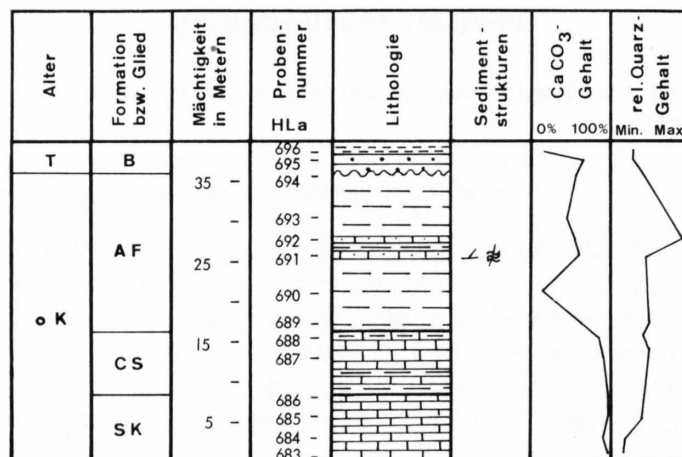 Alter
Formation
bzw. Glied
Mächtigkeit
in Metern
Proben-
nummer
HLa
Lithologie
Sediment-
strukturen
CaCO3-
Gehalt
0% 100%
rel. Quarz-
Gehalt
Min. Max
T
B
696
695
35
694
693
AF
692
691
25
690
o K
689
688
15
687
CS
686
685
5
SK
684
683